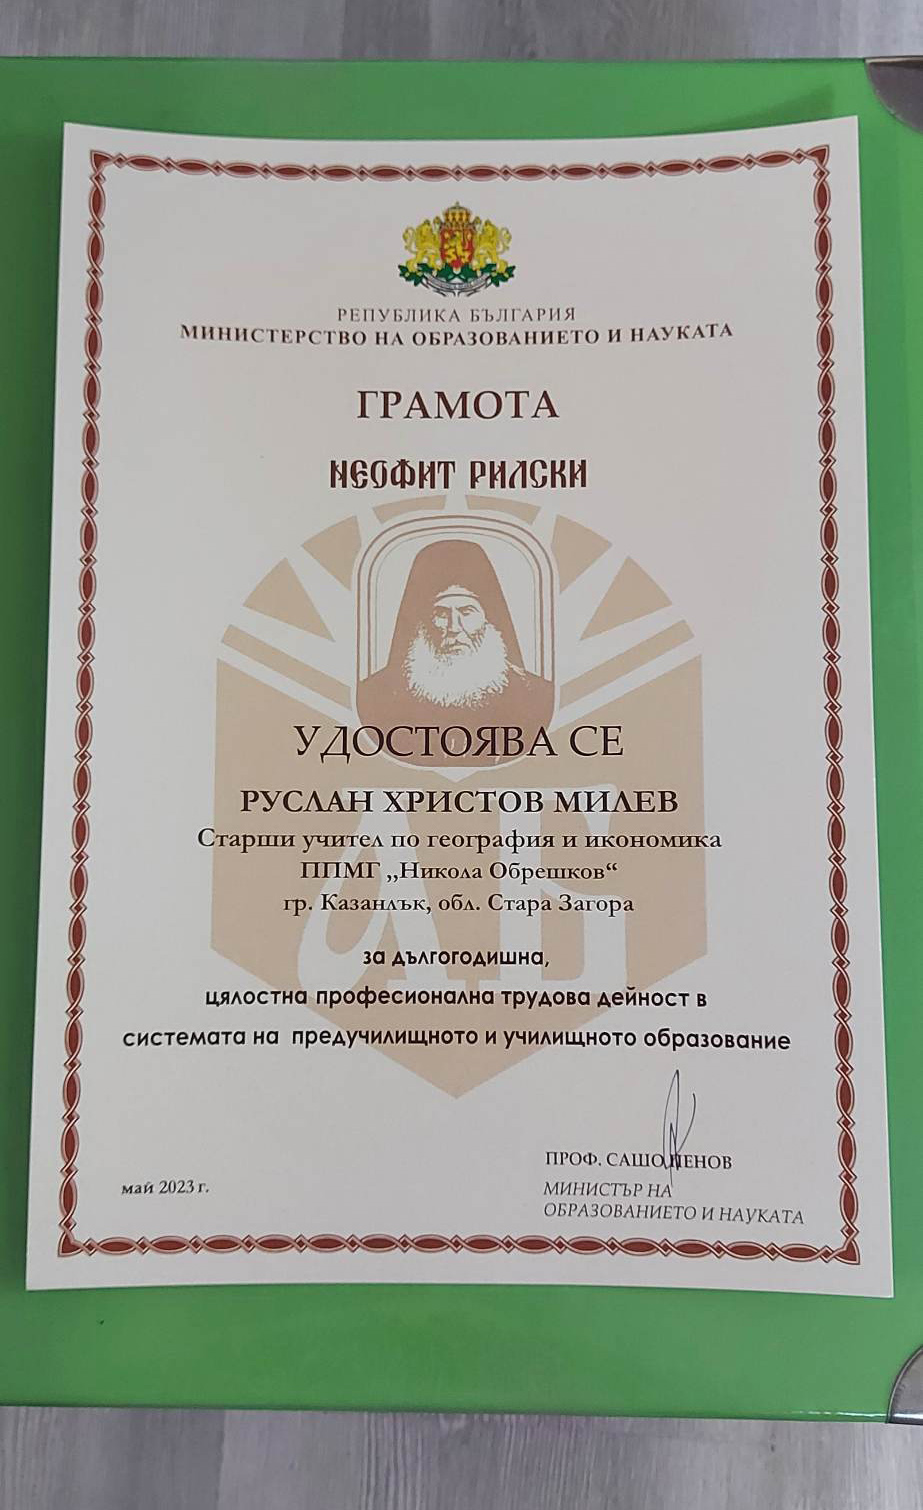 РЕПУБЛИКА БЪЛГАРИЯ
МИНИСТЕРСТВО НА ОБРАЗОВАНИЕТО И НАУКАТА
ГРАМОТА
НЕОФИТ РИЛСКИ
УДОСТОЯВА СЕ
РУСЛАН ХРИСТОВ МИЛЕВ
Старши учител по география и икономика
ППМГ „Никола Обрешков“
гр. Казанлък, обл. Стара Загора
за дългогодишна,
цялостна професионална трудова дейност в
системата на предучилищното и училищното образование
ПРОФ. САШО ПЕНОВ
май 2023 г.
МИНИСТЪР НА
ОБРАЗОВАНИЕТО И НАУКАТА